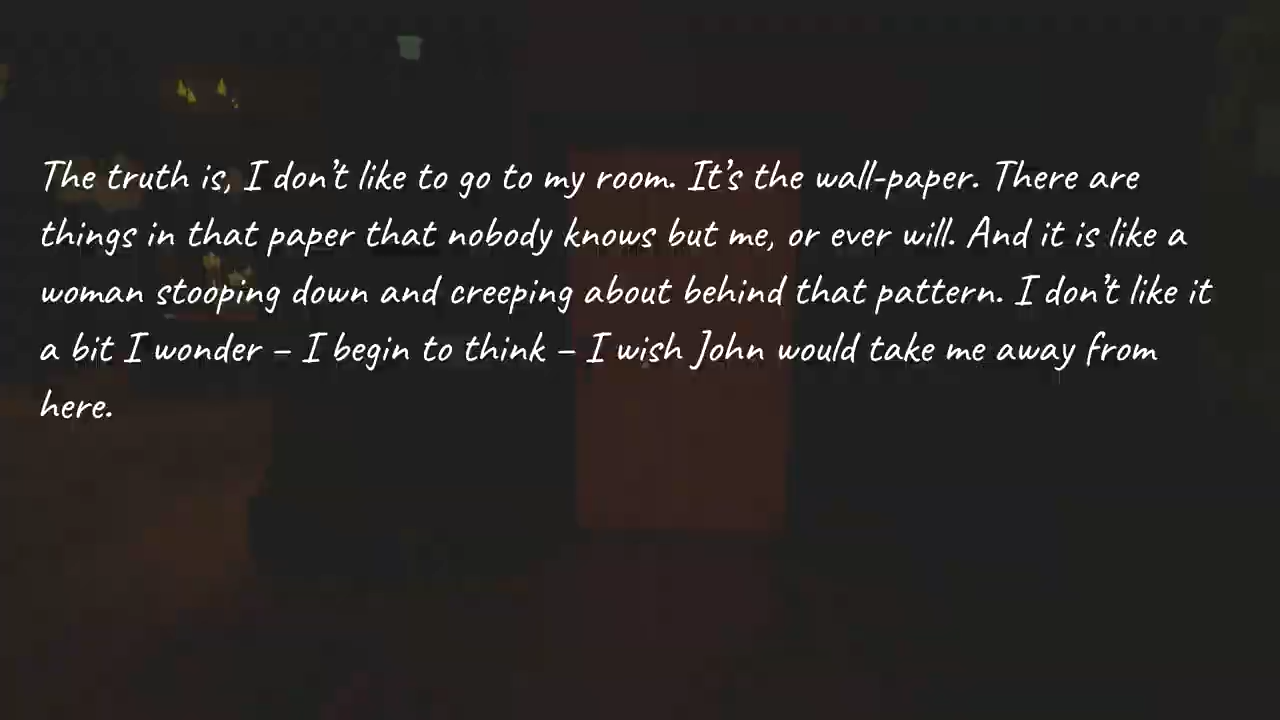 The truth is, I don’t like to go to my room. It’s the wall-paper. There are
things in that paper that nobody knows but me, or ever will. And it is like a
woman stooping down and creeping about behind that pattern. I don’t like it
a bit I wonder – I begin to think – I wish John would take me away from
here.